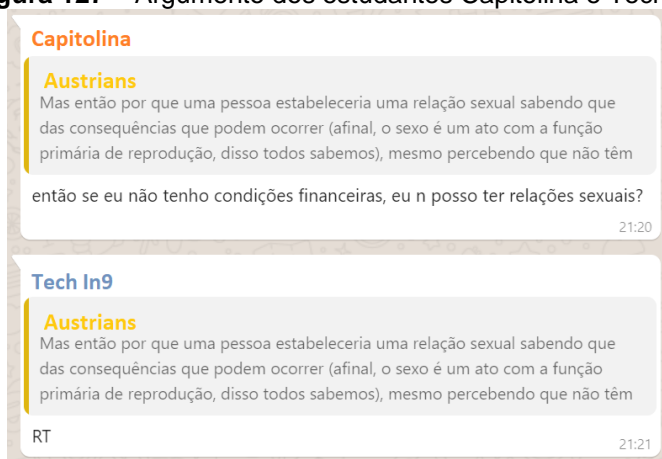 Argumento dos estudantes Capitolina e
Capitolina
Austrians
Mas então por que uma pessoa estabeleceria uma relação sexual sabendo que
das consequências que podem ocorrer (afinal, o sexo é um ato com a função
primária de reprodução, disso todos sabemos), mesmo percebendo que não têm
então se eu não tenho condições financeiras, eu n posso ter relações sexuais?
21:20
Tech In9
Austrians
Mas então por que uma pessoa estabeleceria uma relação sexual sabendo que
das consequências que podem ocorrer (afinal, o sexo é um ato com a função
primária de reprodução, disso todos sabemos), mesmo percebendo que não têm
RT
21:21